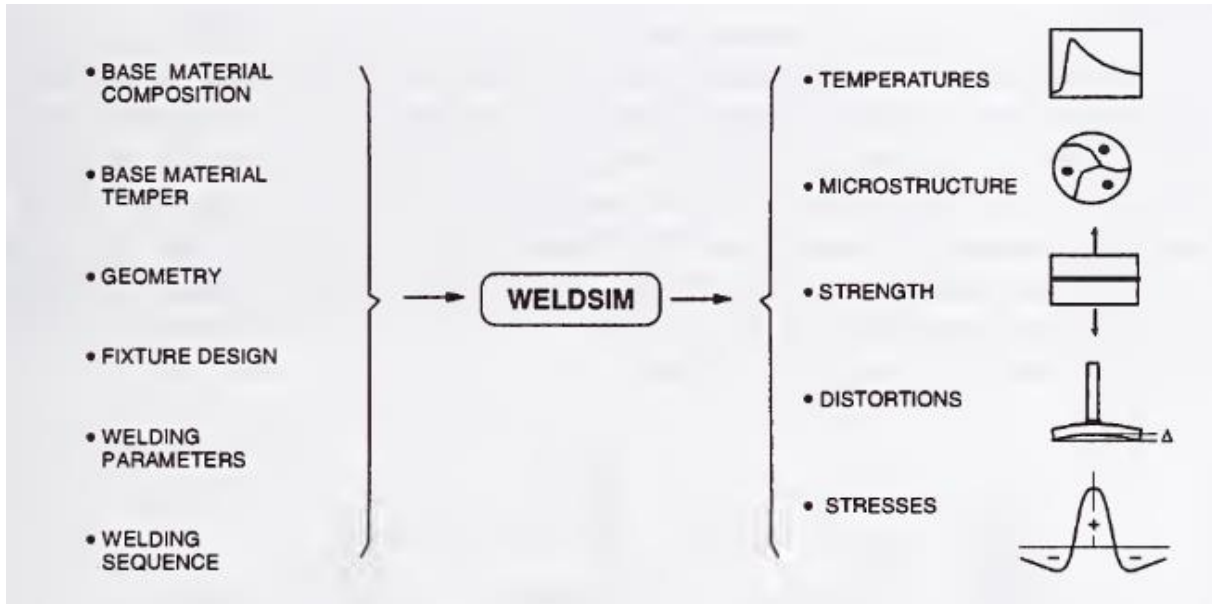 • BASE MATERIAL
COMPOSITION
• BASE MATERIAL
TEMPER
• GEOMETRY
• FIXTURE DESIGN
• WELDING
PARAMETERS
• WELDING
SEQUENCE
WELDSIM
• TEMPERATURES
• MICROSTRUCTURE
• STRENGTH
• DISTORTIONS
Δ
• STRESSES
+
− −